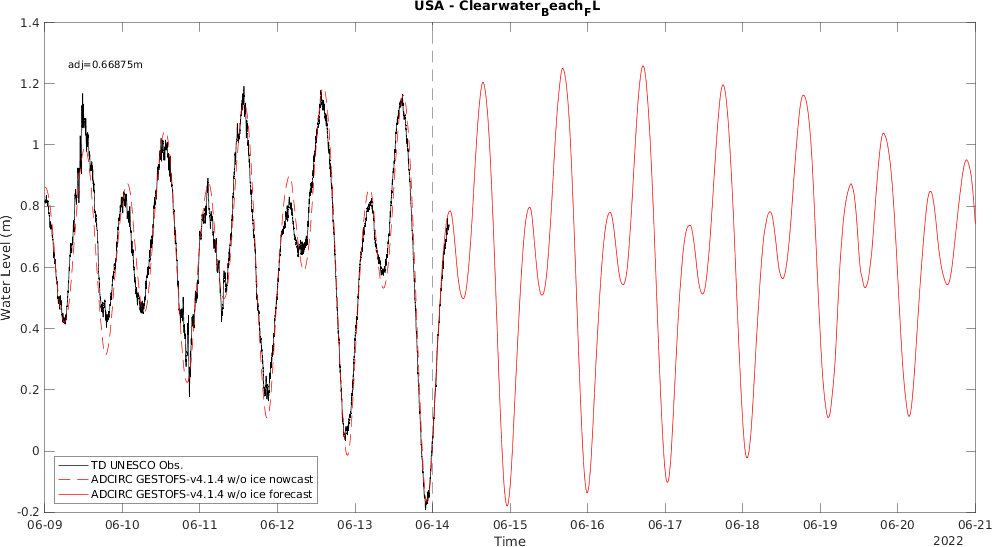 USA - Clearwater_Beach_FL
adj=0.66875m
1.4
1.2
1
0.8
0.6
0.4
0.2
0
-0.2
Water Level (m)
TD UNESCO Obs.
ADCIRC GESTOFS-v4.1.4 w/o ice nowcast
ADCIRC GESTOFS-v4.1.4 w/o ice forecast
06-09 06-10 06-11 06-12 06-13 06-14 06-15 06-16 06-17 06-18 06-19 06-20 06-21
Time
2022